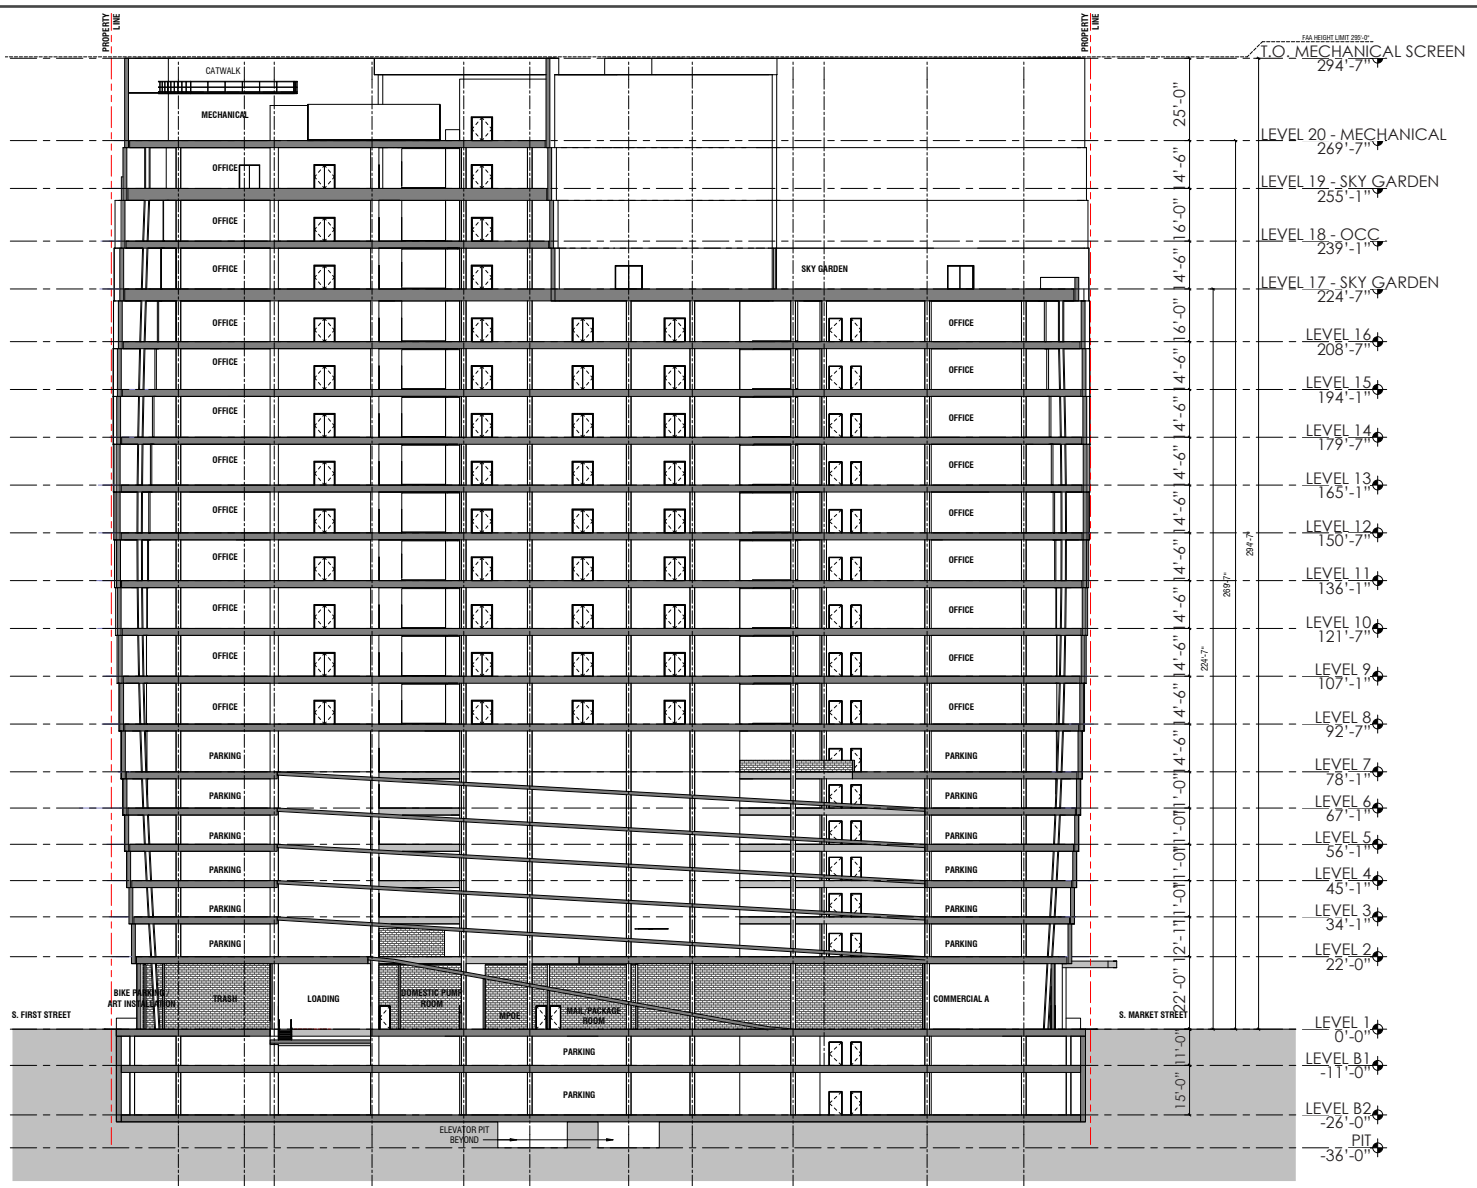 PROPERTY
LINE
PROPERTY
LINE
FAA HEIGHT LIMIT 295'-0"
T.O. MECHANICAL SCREEN
294'-7"
CATWALK
MECHANICAL
25'-0"
LEVEL 20 - MECHANICAL
269'-7"
OFFICE
14'-6"
LEVEL 19 - SKY GARDEN
255'-1"
OFFICE
16'-0"
LEVEL 18 - OCC
239'-1"
OFFICE
SKY GARDEN
14'-6"
LEVEL 17 - SKY GARDEN
224'-7"
OFFICE
OFFICE
16'-0"
LEVEL 16
208'-7"
OFFICE
OFFICE
14'-6"
LEVEL 15
194'-1"
OFFICE
OFFICE
14'-6"
LEVEL 14
179'-7"
OFFICE
OFFICE
14'-6"
LEVEL 13
165'-1"
OFFICE
OFFICE
14'-6"
LEVEL 12
150'-7"
294'-7"
OFFICE
OFFICE
14'-6"
LEVEL 11
136'-1"
269'-7"
OFFICE
OFFICE
14'-6"
LEVEL 10
121'-7"
OFFICE
OFFICE
14'-6"
224'-7"
LEVEL 9
107'-1"
OFFICE
OFFICE
14'-6"
LEVEL 8
92'-7"
PARKING
PARKING
14'-6"
LEVEL 7
78'-1"
PARKING
PARKING
11'-0"
LEVEL 6
67'-1"
PARKING
PARKING
11'-0"
LEVEL 5
56'-1"
PARKING
PARKING
11'-0"
LEVEL 4
45'-1"
PARKING
PARKING
11'-0"
LEVEL 3
34'-1"
PARKING
PARKING
12'-1"
LEVEL 2
22'-0"
BIKE PARKING /
ART INSTALLATION
TRASH
LOADING
DOMESTIC PUMP
ROOM
MPOE
MAIL/PACKAGE
ROOM
COMMERCIAL A
22'-0"
S. FIRST STREET
S. MARKET STREET
LEVEL 1
0'-0"
PARKING
11'-0"
LEVEL B1
-11'-0"
PARKING
15'-0"
LEVEL B2
-26'-0"
ELEVATOR PIT
BEYOND
PIT
-36'-0"